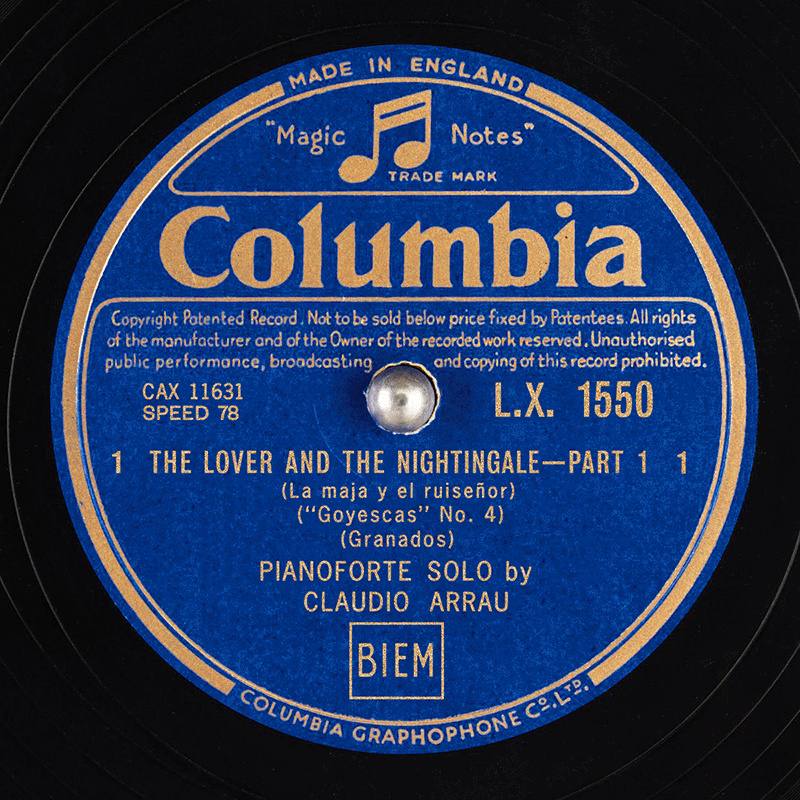 MADE IN ENGLAND
"Magic Notes"
TRADE MARK
Columbia
Copyright Patented Record. Not to be sold below price fixed by Patentees. All rights
of the manufacturer and of the Owner of the recorded work reserved. Unauthorised
public performance, broadcasting and copying of this record prohibited.
CAX 11631
SPEED 78
L.X. 1550
1 THE LOVER AND THE NIGHTINGALE—PART 1 1
(La maja y el ruiseñor)
("Goyescas" No. 4)
(Granados)
PIANOFORTE SOLO by
CLAUDIO ARRAU
BIEM
COLUMBIA GRAPHOPHONE Co. LTD.